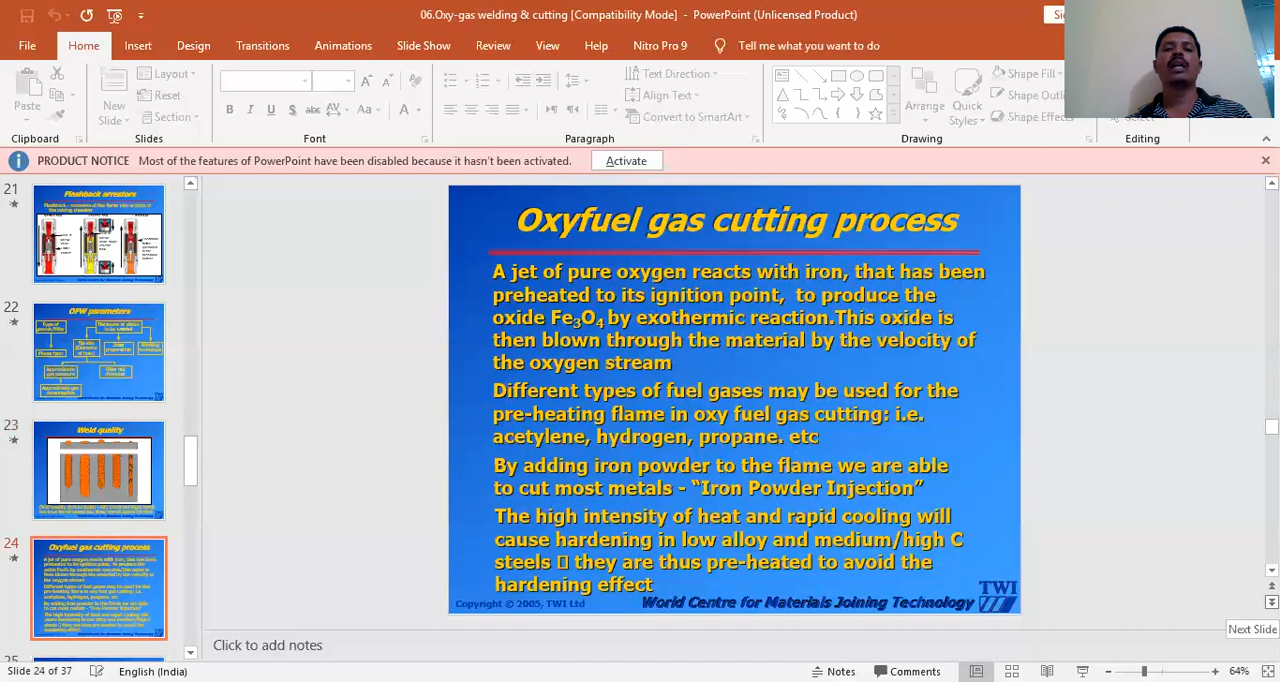 06.Oxy-gas welding & cutting [Compatibility Mode] - PowerPoint (Unlicensed Product)
File Home Insert Design Transitions Animations Slide Show Review View Help Nitro Pro 9 Tell me what you want to do
Paste
New
Slide
Layout
Reset
Section
B I U S abc AV Aa A
Text Direction
Align Text
Convert to SmartArt
Arrange
Quick
Styles
Shape Fill
Shape Outli
Shape Effects
Clipboard Slides Font Paragraph Drawing Editing
PRODUCT NOTICE Most of the features of PowerPoint have been disabled because it hasn't been activated. Activate
21
Flashback arrestors
22
OFW parameters
23
Weld quality
24
Oxyfuel gas cutting process
25
Oxyfuel gas cutting process
A jet of pure oxygen reacts with iron, that has been
preheated to its ignition point, to produce the
oxide Fe3O4 by exothermic reaction.This oxide is
then blown through the material by the velocity of
the oxygen stream
Different types of fuel gases may be used for the
pre-heating flame in oxy fuel gas cutting: i.e.
acetylene, hydrogen, propane. etc
By adding iron powder to the flame we are able
to cut most metals - “Iron Powder Injection”
The high intensity of heat and rapid cooling will
cause hardening in low alloy and medium/high C
steels they are thus pre-heated to avoid the
hardening effect
Copyright © 2005, TWI Ltd World Centre for Materials Joining Technology TWI
Next Slide
Click to add notes
Slide 24 of 37 English (India) Notes Comments 64%